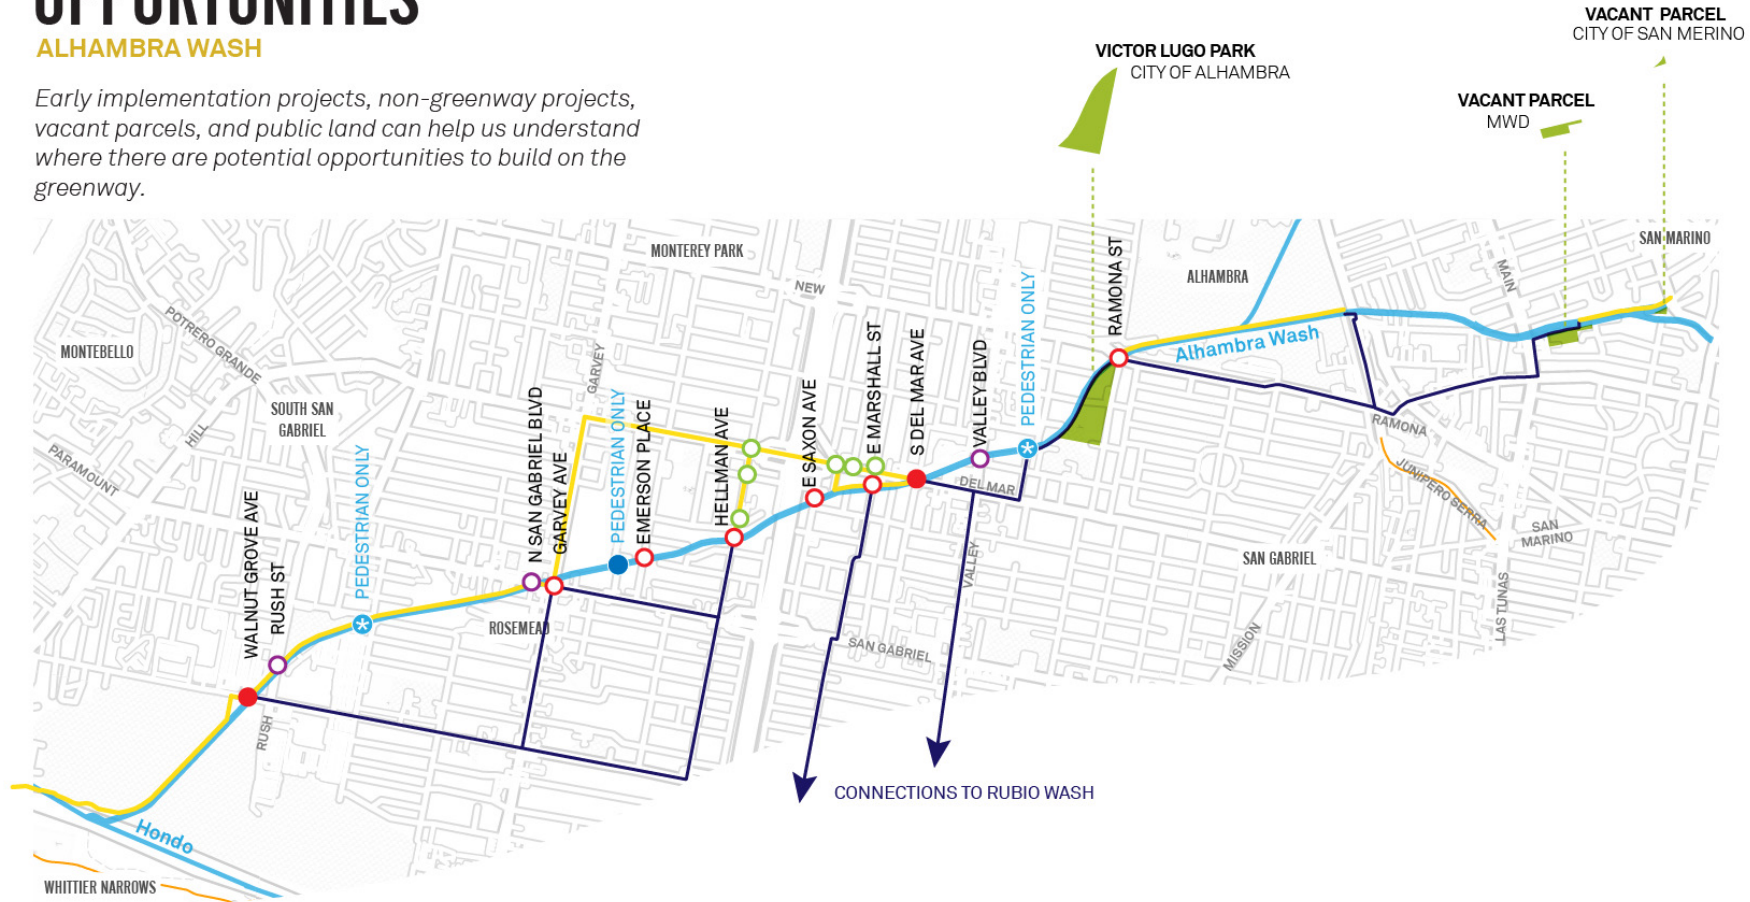 OPPORTUNITIES
ALHAMBRA WASH
Early implementation projects, non-greenway projects,
vacant parcels, and public land can help us understand
where there are potential opportunities to build on the
greenway.
VICTOR LUGO PARK
CITY OF ALHAMBRA
VACANT PARCEL
MWD
VACANT PARCEL
CITY OF SAN MERINO
MONTEREY PARK
NEW
RAMONA ST
ALHAMBRA
MAIN
SAN MARINO
POTRERO GRANDE
MONTEBELLO
GARVEY
Alhambra Wash
SOUTH SAN
GABRIEL
HILL
PARAMOUNT
WALNUT GROVE AVE
RUSH ST
PEDESTRIAN ONLY
N SAN GABRIEL BLVD
GARVEY AVE
PEDESTRIAN ONLY
EMERSON PLACE
HELLMAN AVE
E SAXON AVE
E MARSHALL ST
S DEL MAR AVE
VALLEY BLVD
PEDESTRIAN ONLY
DEL MAR
RAMONA
JUNIPERO SERRA
SAN
MARINO
SAN GABRIEL
VALLEY
LAS TUNAS
MISSION
ROSEMEAD
SAN GABRIEL
RUSH
CONNECTIONS TO RUBIO WASH
Hondo
WHITTIER NARROWS